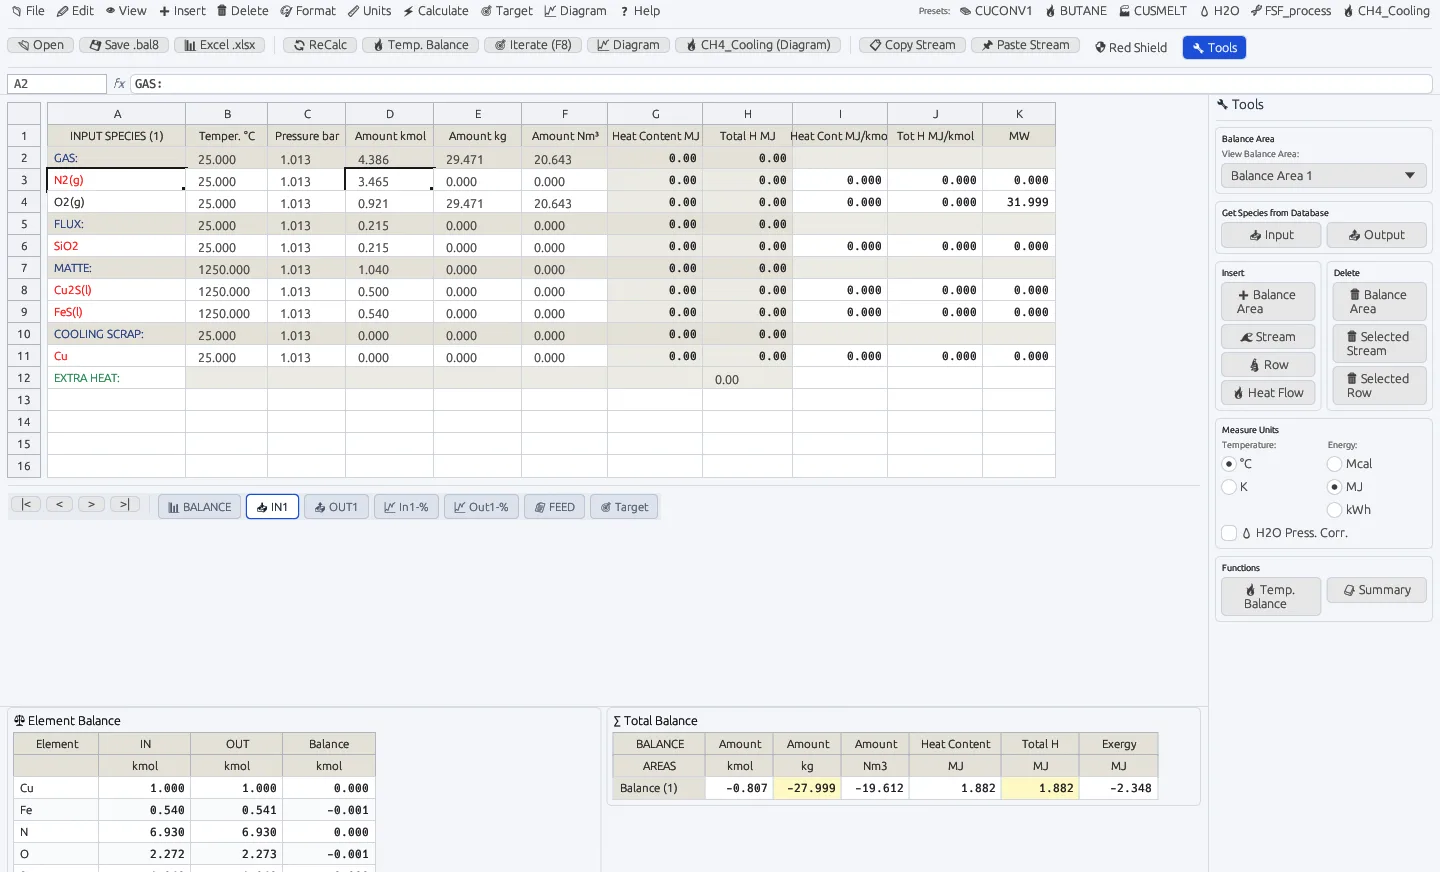 File Edit View Insert Delete Format Units Calculate Target Diagram ? Help Presets: CUCONV1 BUTANE CUSMELT H2O FSF_process CH4_Cooling
Open Save .bal8 Excel .xlsx ReCalc Temp. Balance Iterate (F8) Diagram CH4_Cooling (Diagram) Copy Stream Paste Stream Red Shield Tools
A2 fx GAS:
A B C D E F G H I J K
1 INPUT SPECIES (1) Temper. °C Pressure bar Amount kmol Amount kg Amount Nm³ Heat Content MJ Total H MJ Heat Cont MJ/kmo Tot H MJ/kmol MW
2 GAS: 25.000 1.013 4.386 29.471 20.643 0.00 0.00
3 N2(g) 25.000 1.013 3.465 0.000 0.000 0.00 0.00 0.000 0.000 0.000
4 O2(g) 25.000 1.013 0.921 29.471 20.643 0.00 0.00 0.000 0.000 31.999
5 FLUX: 25.000 1.013 0.215 0.000 0.000 0.00 0.00
6 SiO2 25.000 1.013 0.215 0.000 0.000 0.00 0.00 0.000 0.000 0.000
7 MATTE: 1250.000 1.013 1.040 0.000 0.000 0.00 0.00
8 Cu2S(l) 1250.000 1.013 0.500 0.000 0.000 0.00 0.00 0.000 0.000 0.000
9 FeS(l) 1250.000 1.013 0.540 0.000 0.000 0.00 0.00 0.000 0.000 0.000
10 COOLING SCRAP: 25.000 1.013 0.000 0.000 0.000 0.00 0.00
11 Cu 25.000 1.013 0.000 0.000 0.000 0.00 0.00 0.000 0.000 0.000
12 EXTRA HEAT: 0.00
13
14
15
16
|< < > >| BALANCE IN1 OUT1 In1-% Out1-% FEED Target
Tools
Balance Area
View Balance Area:
Balance Area 1
Get Species from Database
Input Output
Insert Delete
Balance Area Balance Area
Stream Selected Stream
Row Selected Row
Heat Flow
Measure Units
Temperature: Energy:
°C Mcal
K MJ
kWh
H2O Press. Corr.
Functions
Temp. Balance Summary
Element Balance
Element IN OUT Balance
kmol kmol kmol
Cu 1.000 1.000 0.000
Fe 0.540 0.541 -0.001
N 6.930 6.930 0.000
O 2.272 2.273 -0.001
∑ Total Balance
BALANCE Amount Amount Amount Heat Content Total H Exergy
AREAS kmol kg Nm3 MJ MJ MJ
Balance (1) -0.807 -27.999 -19.612 1.882 1.882 -2.348